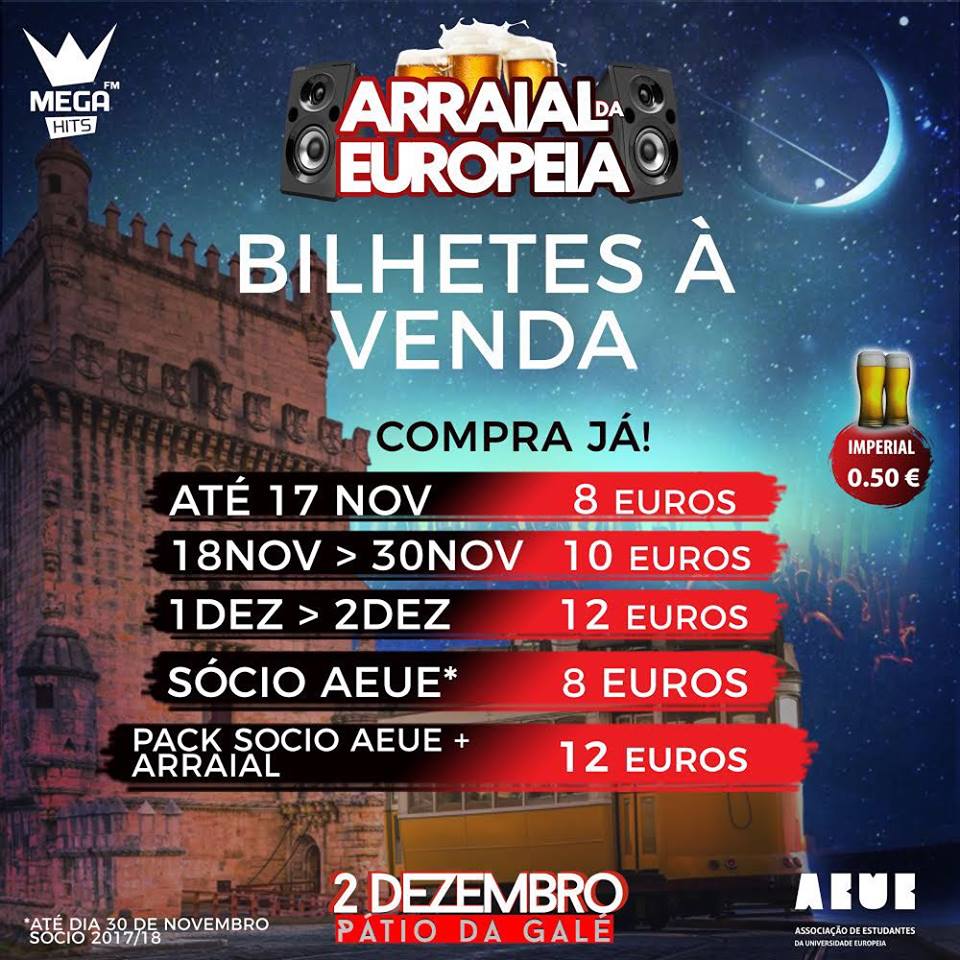 MEGA FM
HITS
ARRAIAL DA
EUROPEIA
BILHETES À
VENDA
COMPRA JÁ!
IMPERIAL
0.50 €
ATÉ 17 NOV 8 EUROS
18NOV > 30NOV 10 EUROS
1DEZ > 2DEZ 12 EUROS
SÓCIO AEUE* 8 EUROS
PACK SOCIO AEUE +
ARRAIAL 12 EUROS
2 DEZEMBRO
PÁTIO DA GALÉ
*ATÉ DIA 30 DE NOVEMBRO
SOCIO 2017/18
AEUE
ASSOCIAÇÃO DE ESTUDANTES
DA UNIVERSIDADE EUROPEIA